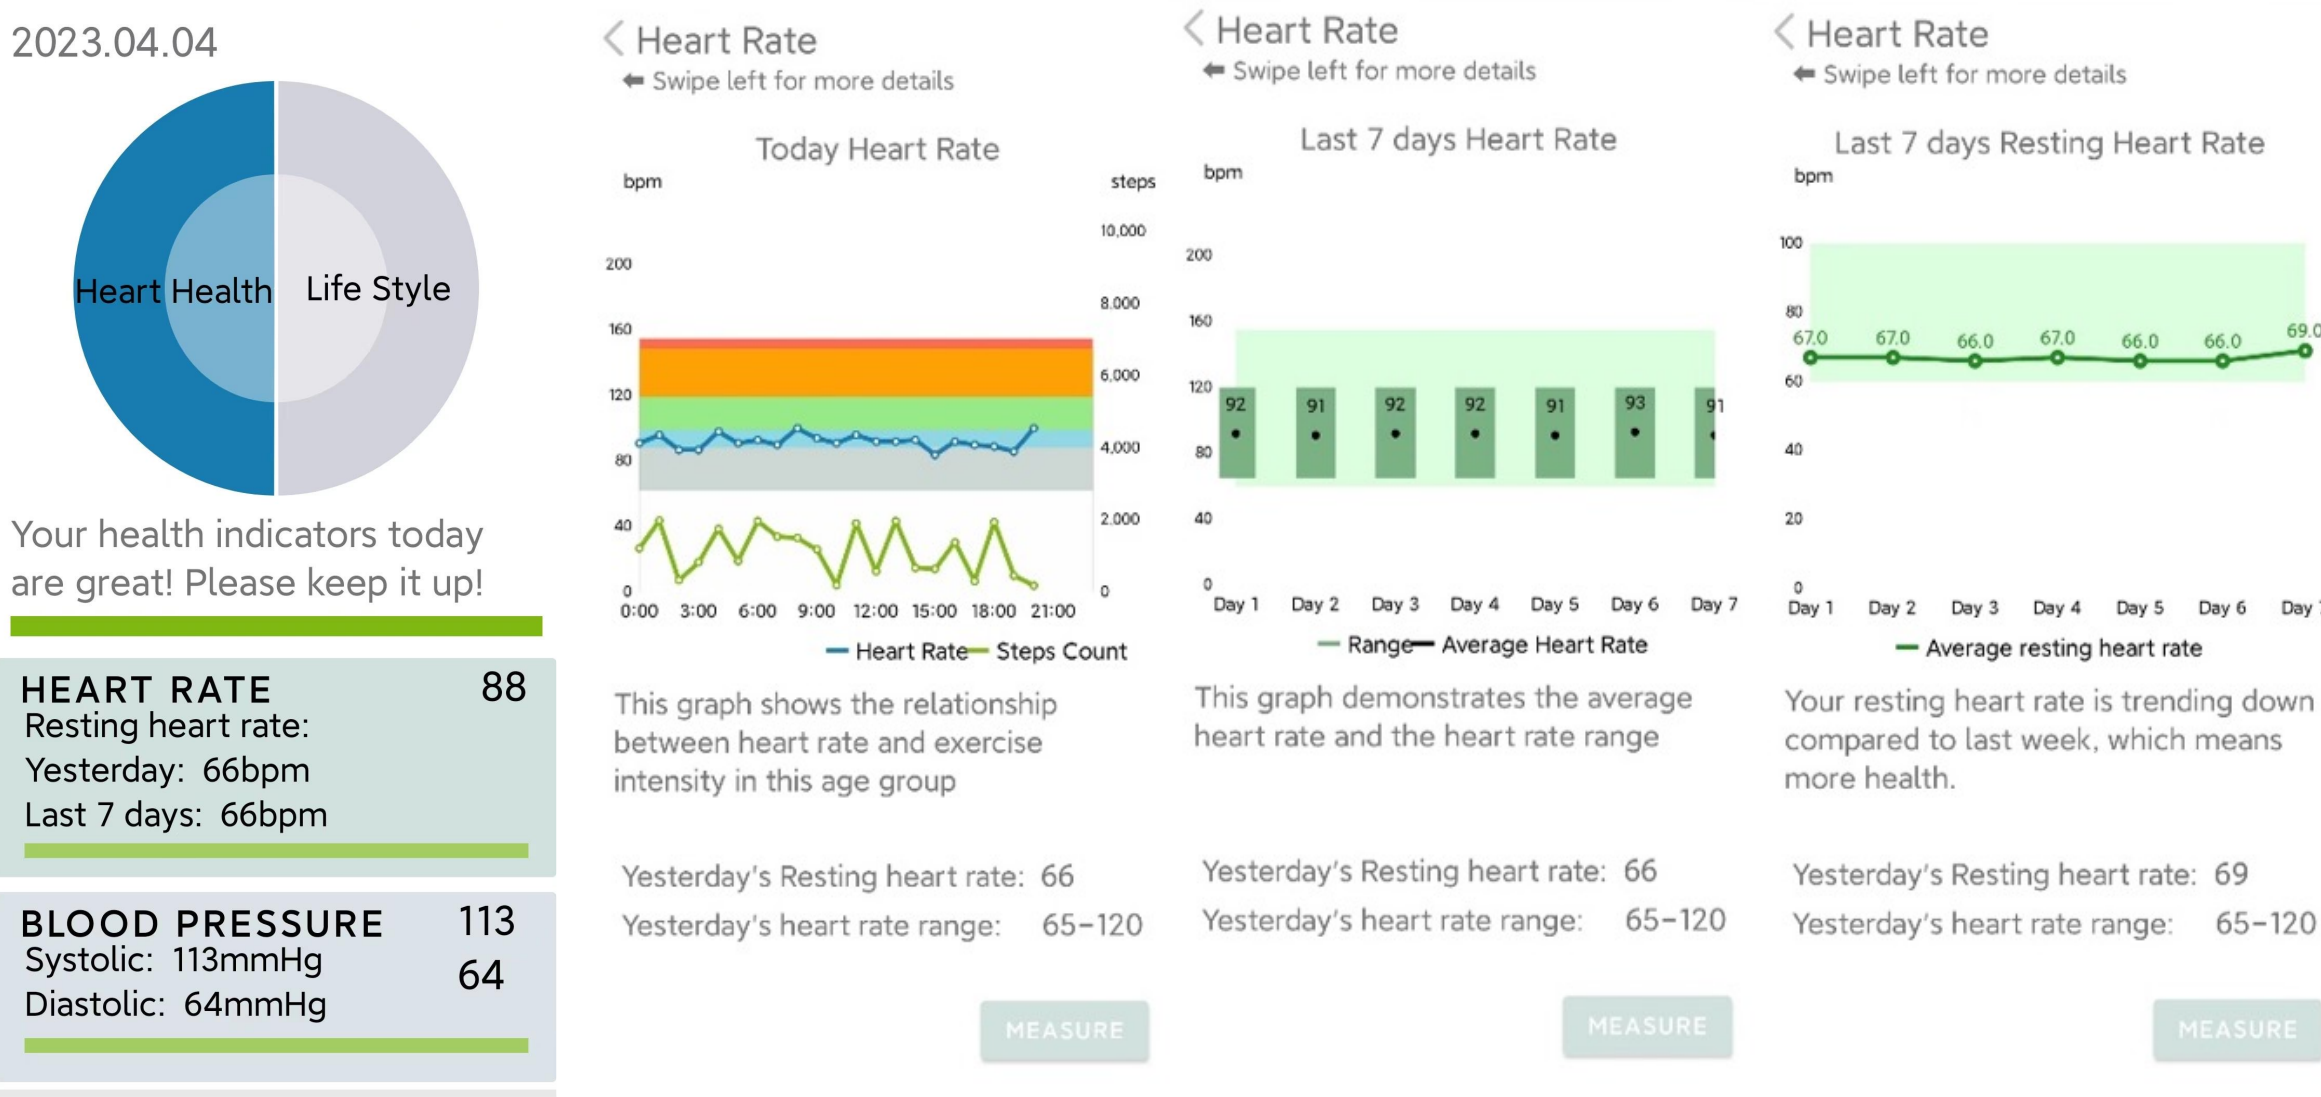 2023.04.04
Heart Health
Life Style
Your health indicators today
are great! Please keep it up!
HEART RATE
88
Resting heart rate:
Yesterday: 66bpm
Last 7 days: 66bpm
BLOOD PRESSURE
113
Systolic: 113mmHg
64
Diastolic: 64mmHg
Heart Rate
Swipe left for more details
Today Heart Rate
bpm
steps
10,000
200
8.000
160
6,000
120
4,000
80
2.000
40
0
0
0:00 3:00 6:00 9:00 12:00 15:00 18:00 21:00
Heart Rate Steps Count
This graph shows the relationship
between heart rate and exercise
intensity in this age group
Yesterday's Resting heart rate: 66
Yesterday's heart rate range: 65-120
MEASURE
Heart Rate
Swipe left for more details
Last 7 days Heart Rate
bpm
200
160
120
92 91 92 92 91 93 91
80
40
0
Day 1 Day 2 Day 3 Day 4 Day 5 Day 6 Day 7
Range Average Heart Rate
This graph demonstrates the average
heart rate and the heart rate range
Yesterday's Resting heart rate: 66
Yesterday's heart rate range: 65-120
MEASURE
Heart Rate
Swipe left for more details
Last 7 days Resting Heart Rate
bpm
100
80
67.0 67.0 66.0 67.0 66.0 66.0 69.0
60
40
20
0
Day 1 Day 2 Day 3 Day 4 Day 5 Day 6 Day
Average resting heart rate
Your resting heart rate is trending down
compared to last week, which means
more health.
Yesterday's Resting heart rate: 69
Yesterday's heart rate range: 65-120
MEASURE